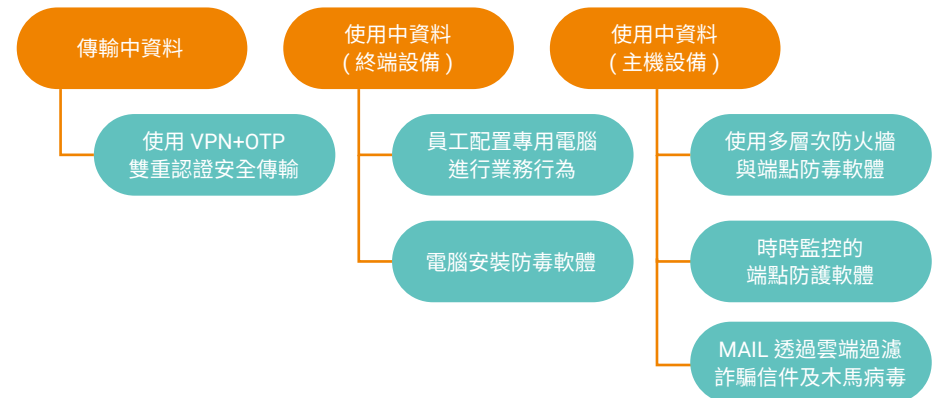 傳輸中資料
使用 VPN+OTP
雙重認證安全傳輸
使用中資料
( 終端設備 )
員工配置專用電腦
進行業務行為
電腦安裝防毒軟體
使用中資料
( 主機設備 )
使用多層次防火牆
與端點防毒軟體
時時監控的
端點防護軟體
MAIL 透過雲端過濾
詐騙信件及木馬病毒